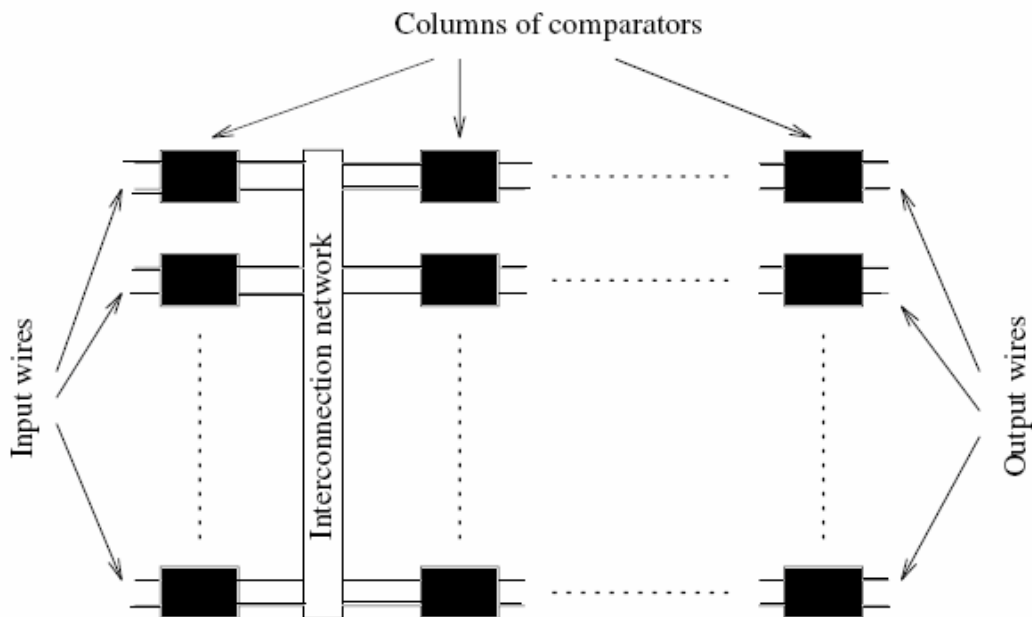 Columns of comparators
Input wires
Interconnection network
Output wires